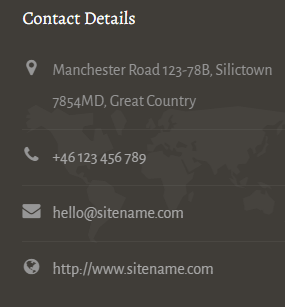 Contact Details
Manchester Road 123-78B, Silictown
7854MD, Great Country
+46 123 456 789
hello@sitename.com
http://www.sitename.com